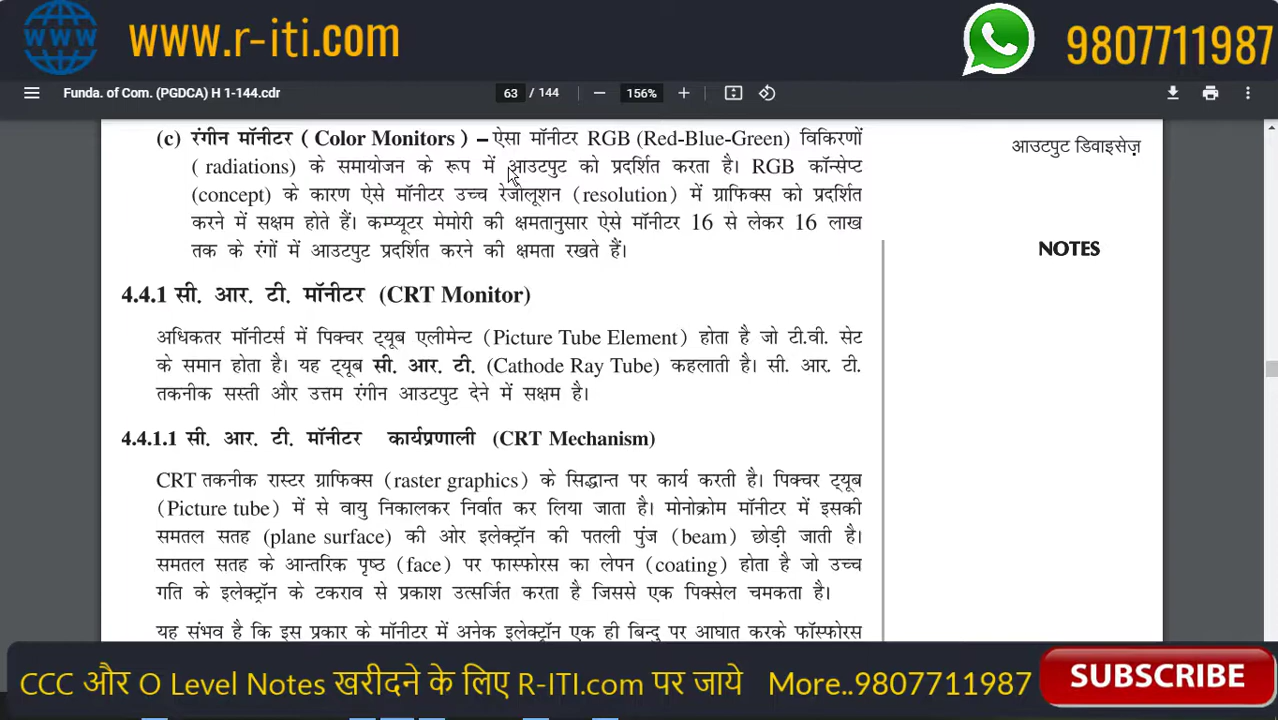 www.r-iti.com
9807711987
Funda. of Com. (PGDCA) H 1-144.cdr
63 / 144
156%
(c) रंगीन मॉनीटर ( Color Monitors ) – ऐसा मॉनीटर RGB (Red-Blue-Green) विकिरणों
( radiations) के समायोजन के रूप में आउटपुट को प्रदर्शित करता है। RGB कॉन्सेप्ट
(concept) के कारण ऐसे मॉनीटर उच्च रेजोलूशन (resolution) में ग्राफिक्स को प्रदर्शित
करने में सक्षम होते हैं। कम्प्यूटर मेमोरी की क्षमतानुसार ऐसे मॉनीटर 16 से लेकर 16 लाख
तक के रंगों में आउटपुट प्रदर्शित करने की क्षमता रखते हैं।
आउटपुट डिवाइसेज़
NOTES
4.4.1 सी. आर. टी. मॉनीटर (CRT Monitor)
अधिकतर मॉनीटर्स में पिक्चर ट्यूब एलीमेन्ट (Picture Tube Element) होता है जो टी.वी. सेट
के समान होता है। यह ट्यूब सी. आर. टी. (Cathode Ray Tube) कहलाती है। सी. आर. टी.
तकनीक सस्ती और उत्तम रंगीन आउटपुट देने में सक्षम है।
4.4.1.1 सी. आर. टी. मॉनीटर कार्यप्रणाली (CRT Mechanism)
CRT तकनीक रास्टर ग्राफिक्स (raster graphics) के सिद्धान्त पर कार्य करती है। पिक्चर ट्यूब
(Picture tube) में से वायु निकालकर निर्वात कर लिया जाता है। मोनोक्रोम मॉनीटर में इसकी
समतल सतह (plane surface) की ओर इलेक्ट्रॉन की पतली पुंज (beam) छोड़ी जाती है।
समतल सतह के आन्तरिक पृष्ठ (face) पर फास्फोरस का लेपन (coating) होता है जो उच्च
गति के इलेक्ट्रॉन के टकराव से प्रकाश उत्सर्जित करता है जिससे एक पिक्सेल चमकता है।
यह संभव है कि इस प्रकार के मॉनीटर में अनेक इलेक्ट्रॉन एक ही बिन्दु पर आघात करके फॉस्फोरस
CCC और O Level Notes खरीदने के लिए R-ITI.com पर जाये More..9807711987
SUBSCRIBE